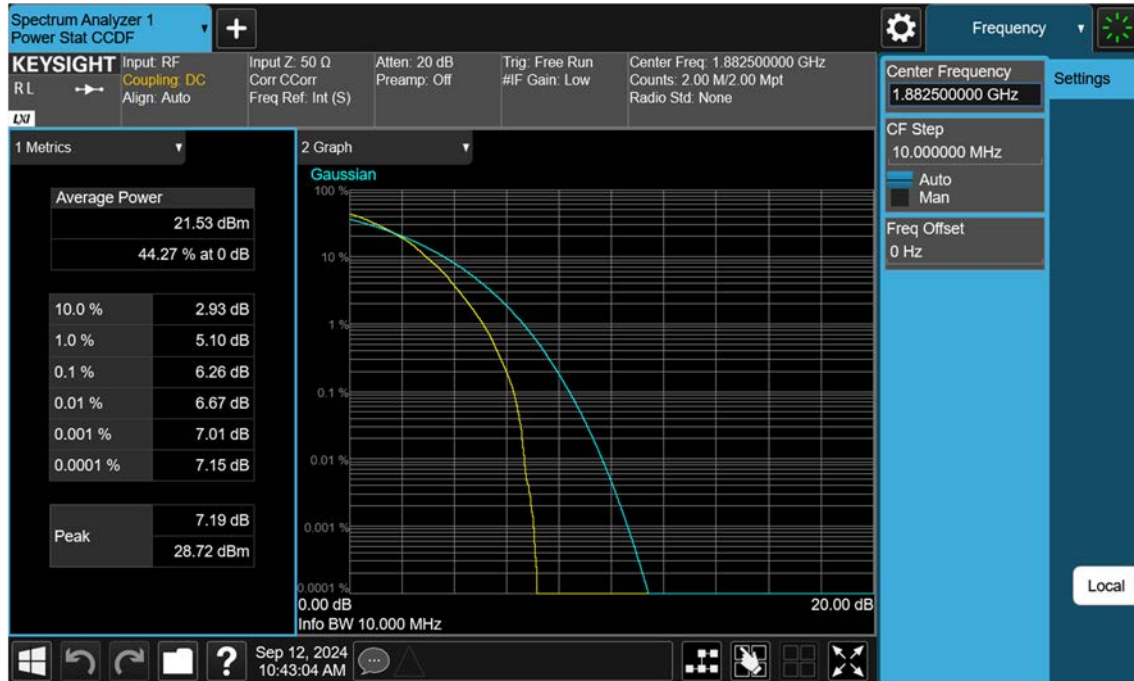 Spectrum Analyzer 1
Power Stat CCDF
Frequency
KEYSIGHT
R L
LXI
Input: RF
Coupling: DC
Align: Auto
Input Z: 50 Ω
Corr CCorr
Freq Ref: Int (S)
Atten: 20 dB
Preamp: Off
Trig: Free Run
#IF Gain: Low
Center Freq: 1.882500000 GHz
Counts: 2.00 M/2.00 Mpt
Radio Std: None
Center Frequency
1.882500000 GHz
Settings
CF Step
10.000000 MHz
Auto
Man
Freq Offset
0 Hz
Local
1 Metrics
Average Power
21.53 dBm
44.27 % at 0 dB
10.0 % 2.93 dB
1.0 % 5.10 dB
0.1 % 6.26 dB
0.01 % 6.67 dB
0.001 % 7.01 dB
0.0001 % 7.15 dB
Peak
7.19 dB
28.72 dBm
2 Graph
Gaussian
100 %
10 %
1 %
0.1 %
0.01 %
0.001 %
0.0001 %
0.00 dB 20.00 dB
Info BW 10.000 MHz
?
Sep 12, 2024
10:43:04 AM